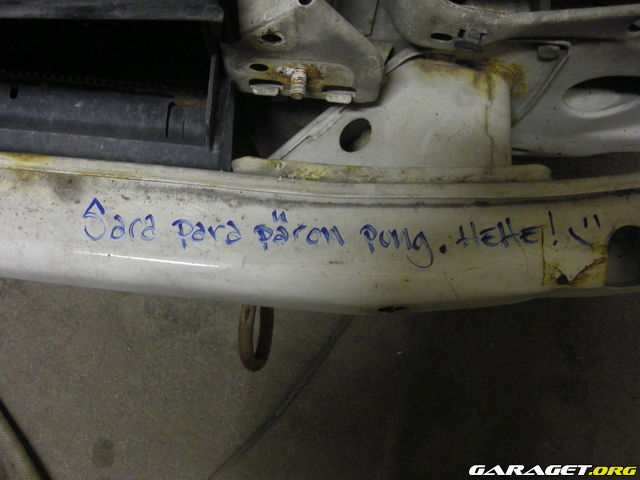 Sara para päron pung. HEHE! :)
GARAGET.ORG